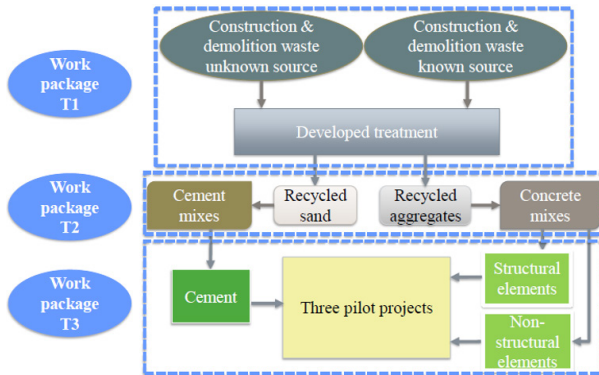 Construction &
demolition waste
unknown source
Construction &
demolition waste
known source
Work
package
T1
Developed treatment
Work
package
T2
Cement
mixes
Recycled
sand
Recycled
aggregates
Concrete
mixes
Work
package
T3
Cement
Three pilot projects
Structural
elements
Non-
structural
elements